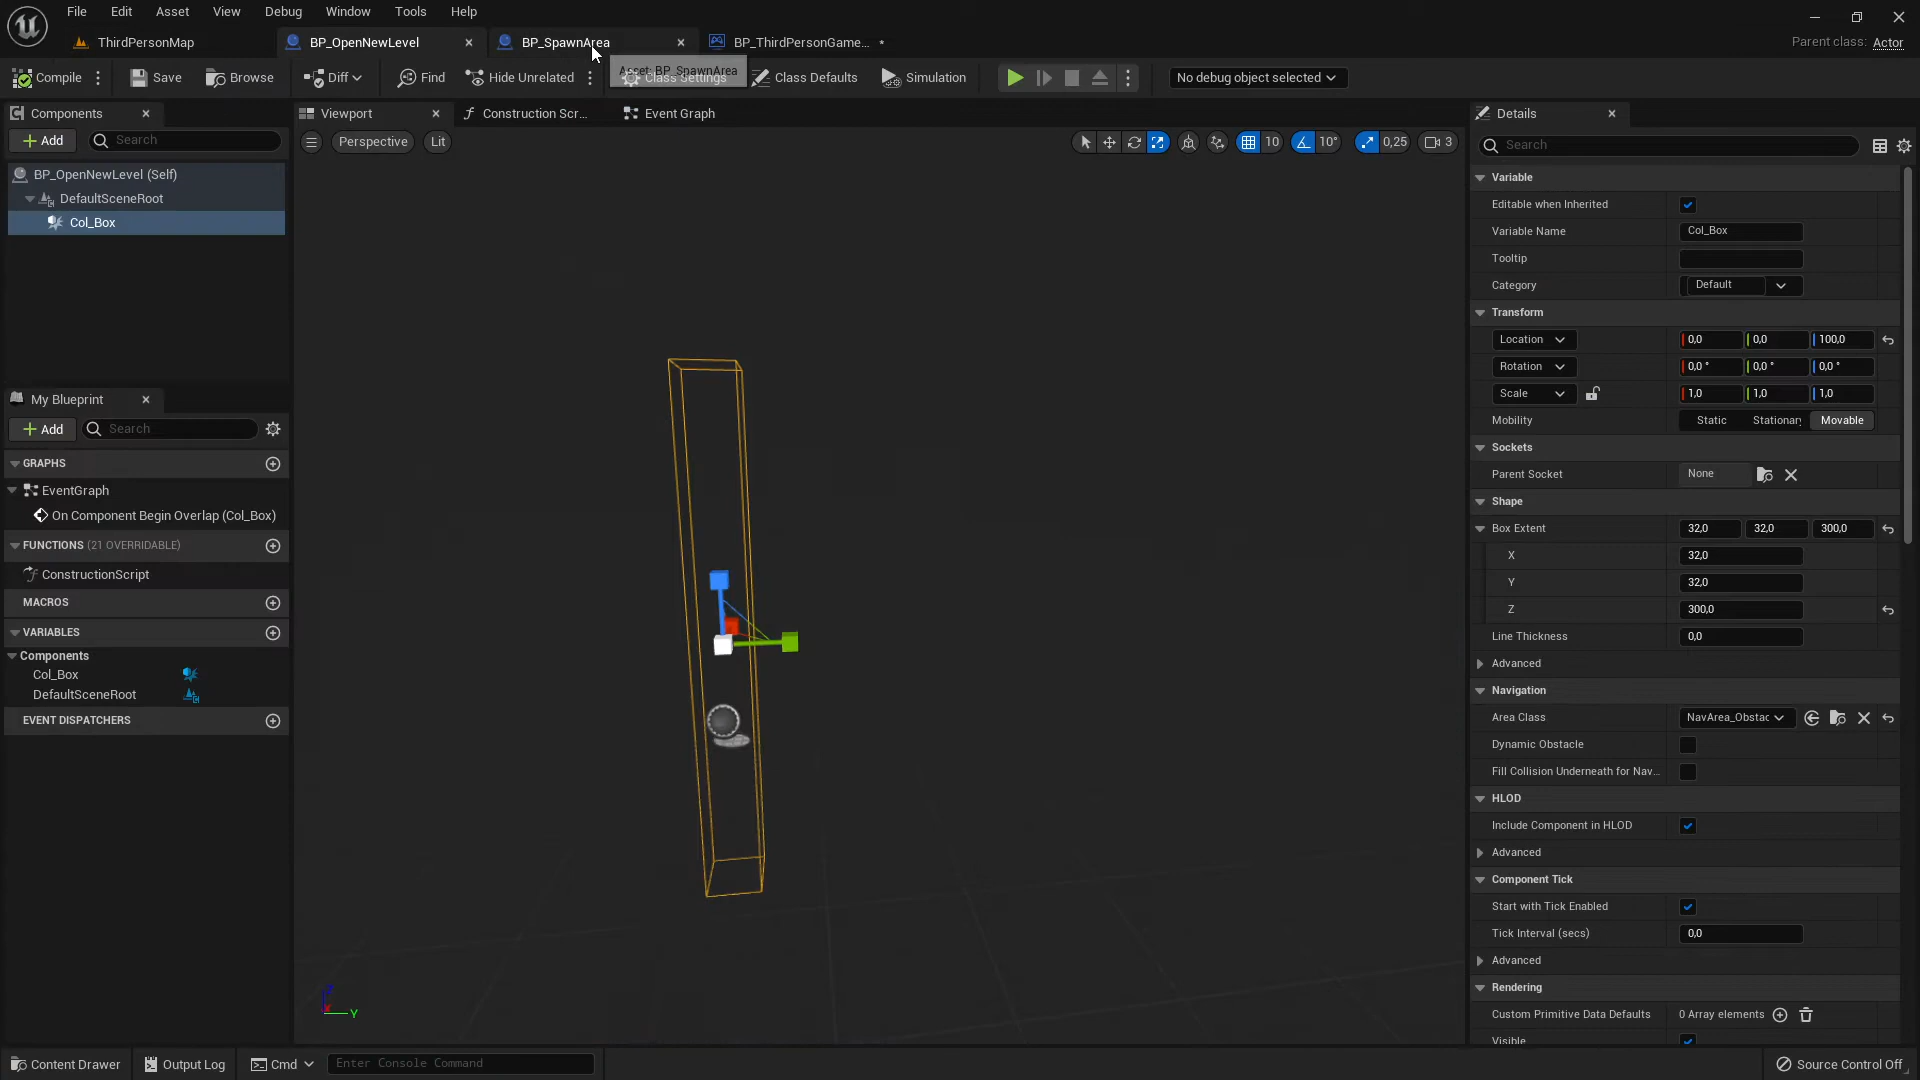 File Edit Asset View Debug Window Tools Help
ThirdPersonMap BP_OpenNewLevel BP_SpawnArea BP_ThirdPersonGame... Parent class: Actor
Compile Save Browse Diff Find Hide Unrelated Class Settings Class Defaults Simulation No debug object selected
Asset: BP_SpawnArea
Components Viewport Construction Scr... Event Graph Details
Add Search Perspective Lit 10 10° 0,25 3 Search
BP_OpenNewLevel (Self)
DefaultSceneRoot
Col_Box
My Blueprint
Add Search
GRAPHS
EventGraph
On Component Begin Overlap (Col_Box)
FUNCTIONS (21 OVERRIDABLE)
ConstructionScript
MACROS
VARIABLES
Components
Col_Box
DefaultSceneRoot
EVENT DISPATCHERS
Z
X
Y
Variable
Editable when Inherited
Variable Name Col_Box
Tooltip
Category Default
Transform
Location 0,0 0,0 100,0
Rotation 0,0 ° 0,0 ° 0,0 °
Scale 1,0 1,0 1,0
Mobility Static Stationary Movable
Sockets
Parent Socket None
Shape
Box Extent 32,0 32,0 300,0
X 32,0
Y 32,0
Z 300,0
Line Thickness 0,0
Advanced
Navigation
Area Class NavArea_Obstac
Dynamic Obstacle
Fill Collision Underneath for Nav...
HLOD
Include Component in HLOD
Advanced
Component Tick
Start with Tick Enabled
Tick Interval (secs) 0,0
Advanced
Rendering
Custom Primitive Data Defaults 0 Array elements
Visible
Content Drawer Output Log Cmd Enter Console Command Source Control Off